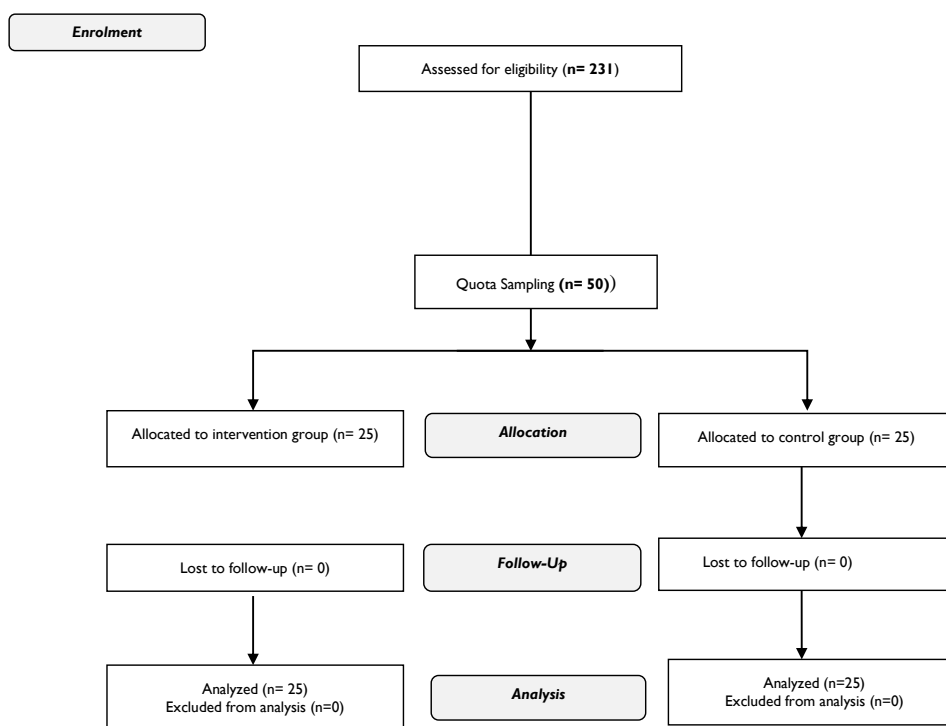 Enrolment
Assessed for eligibility (n= 231)
Quota Sampling (n= 50))
Allocated to intervention group (n= 25)
Allocation
Allocated to control group (n= 25)
Lost to follow-up (n= 0)
Follow-Up
Lost to follow-up (n= 0)
Analyzed (n= 25)
Excluded from analysis (n=0)
Analysis
Analyzed (n=25)
Excluded from analysis (n=0)